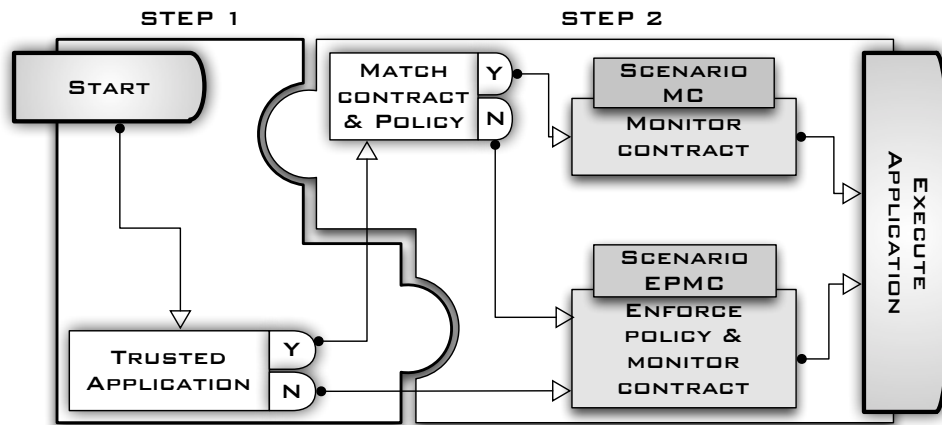 STEP 1
STEP 2
START
MATCH
CONTRACT
& POLICY
Y
N
SCENARIO
MC
MONITOR
CONTRACT
EXECUTE
APPLICATION
SCENARIO
EPMC
ENFORCE
POLICY &
MONITOR
CONTRACT
TRUSTED
APPLICATION
Y
N